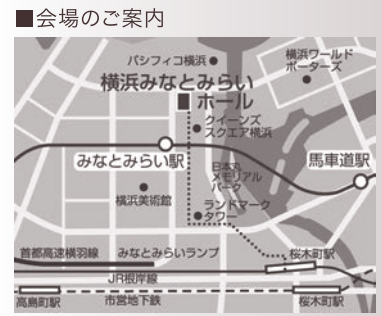 ■会場のご案内
パシフィコ横浜
横浜ワールド
ポーターズ
横浜みなとみらい
ホール
クイーンズ
スクエア横浜
みなとみらい駅
馬車道駅
日本丸
メモリアル
パーク
横浜美術館
ランドマーク
タワー
首都高速横羽線
みなとみらいランプ
桜木町駅
JR根岸線
高島町駅
市営地下鉄
桜木町駅